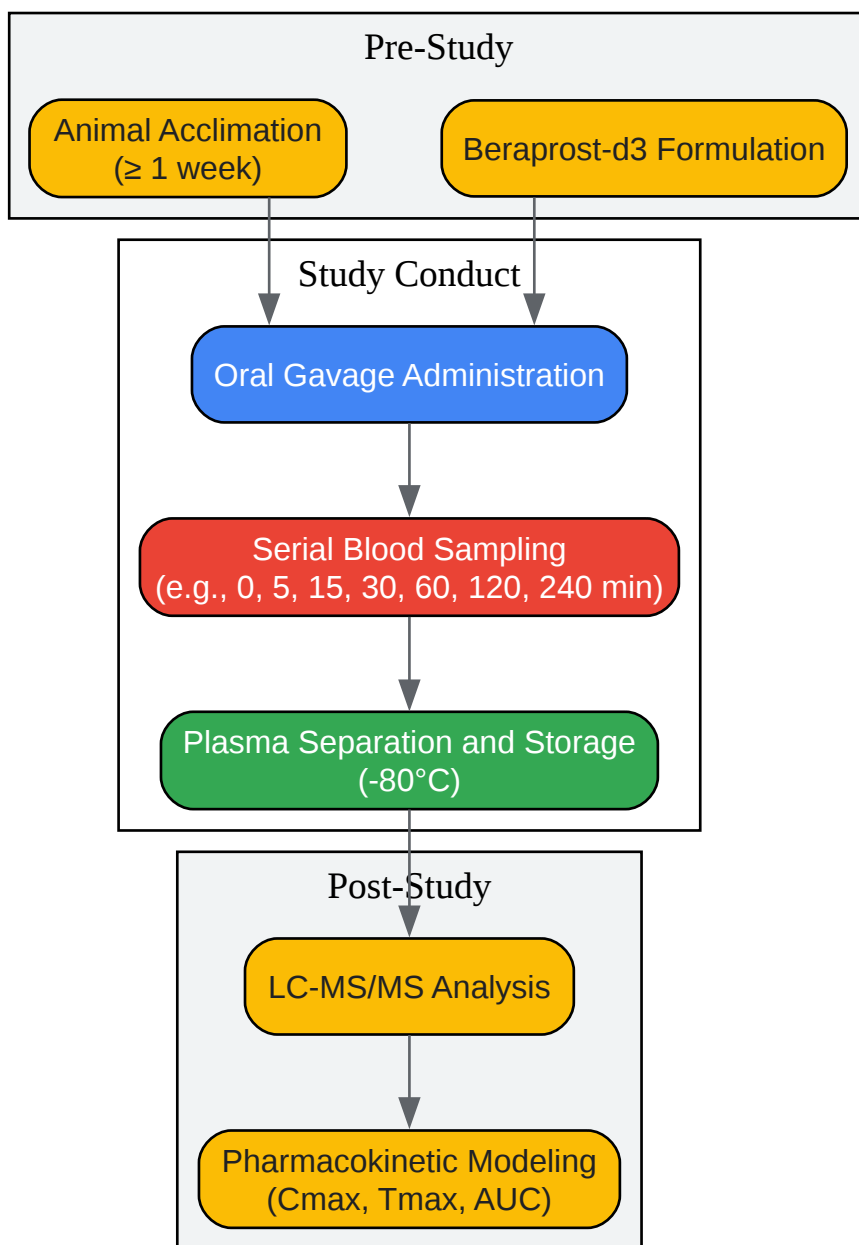 Pre-Study
Animal Acclimation
(≥ 1 week)
Beraprost-d3 Formulation
Study Conduct
Oral Gavage Administration
Serial Blood Sampling
(e.g., 0, 5, 15, 30, 60, 120, 240 min)
Plasma Separation and Storage
(-80°C)
Post-Study
LC-MS/MS Analysis
Pharmacokinetic Modeling
(Cmax, Tmax, AUC)